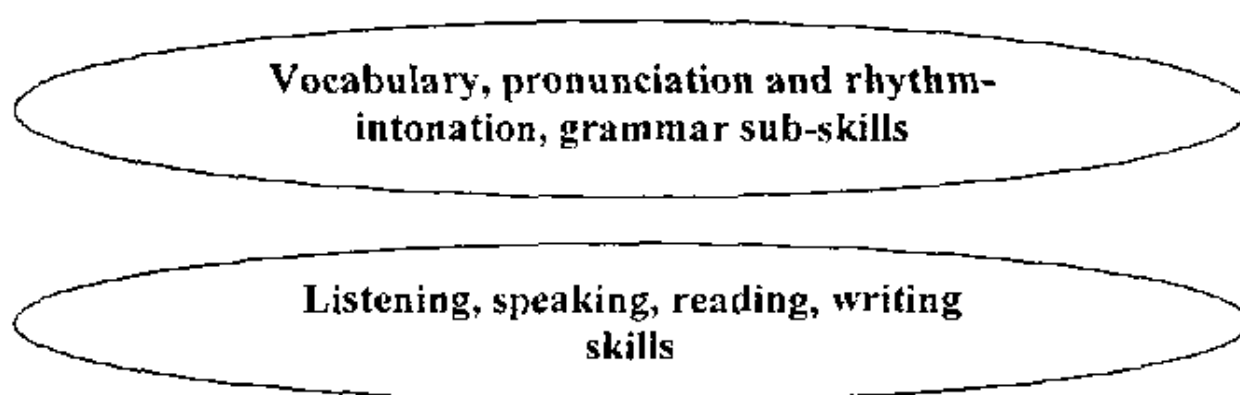 Vocabulary, pronunciation and rhythm-
intonation, grammar sub-skills
Listening, speaking, reading, writing
skills